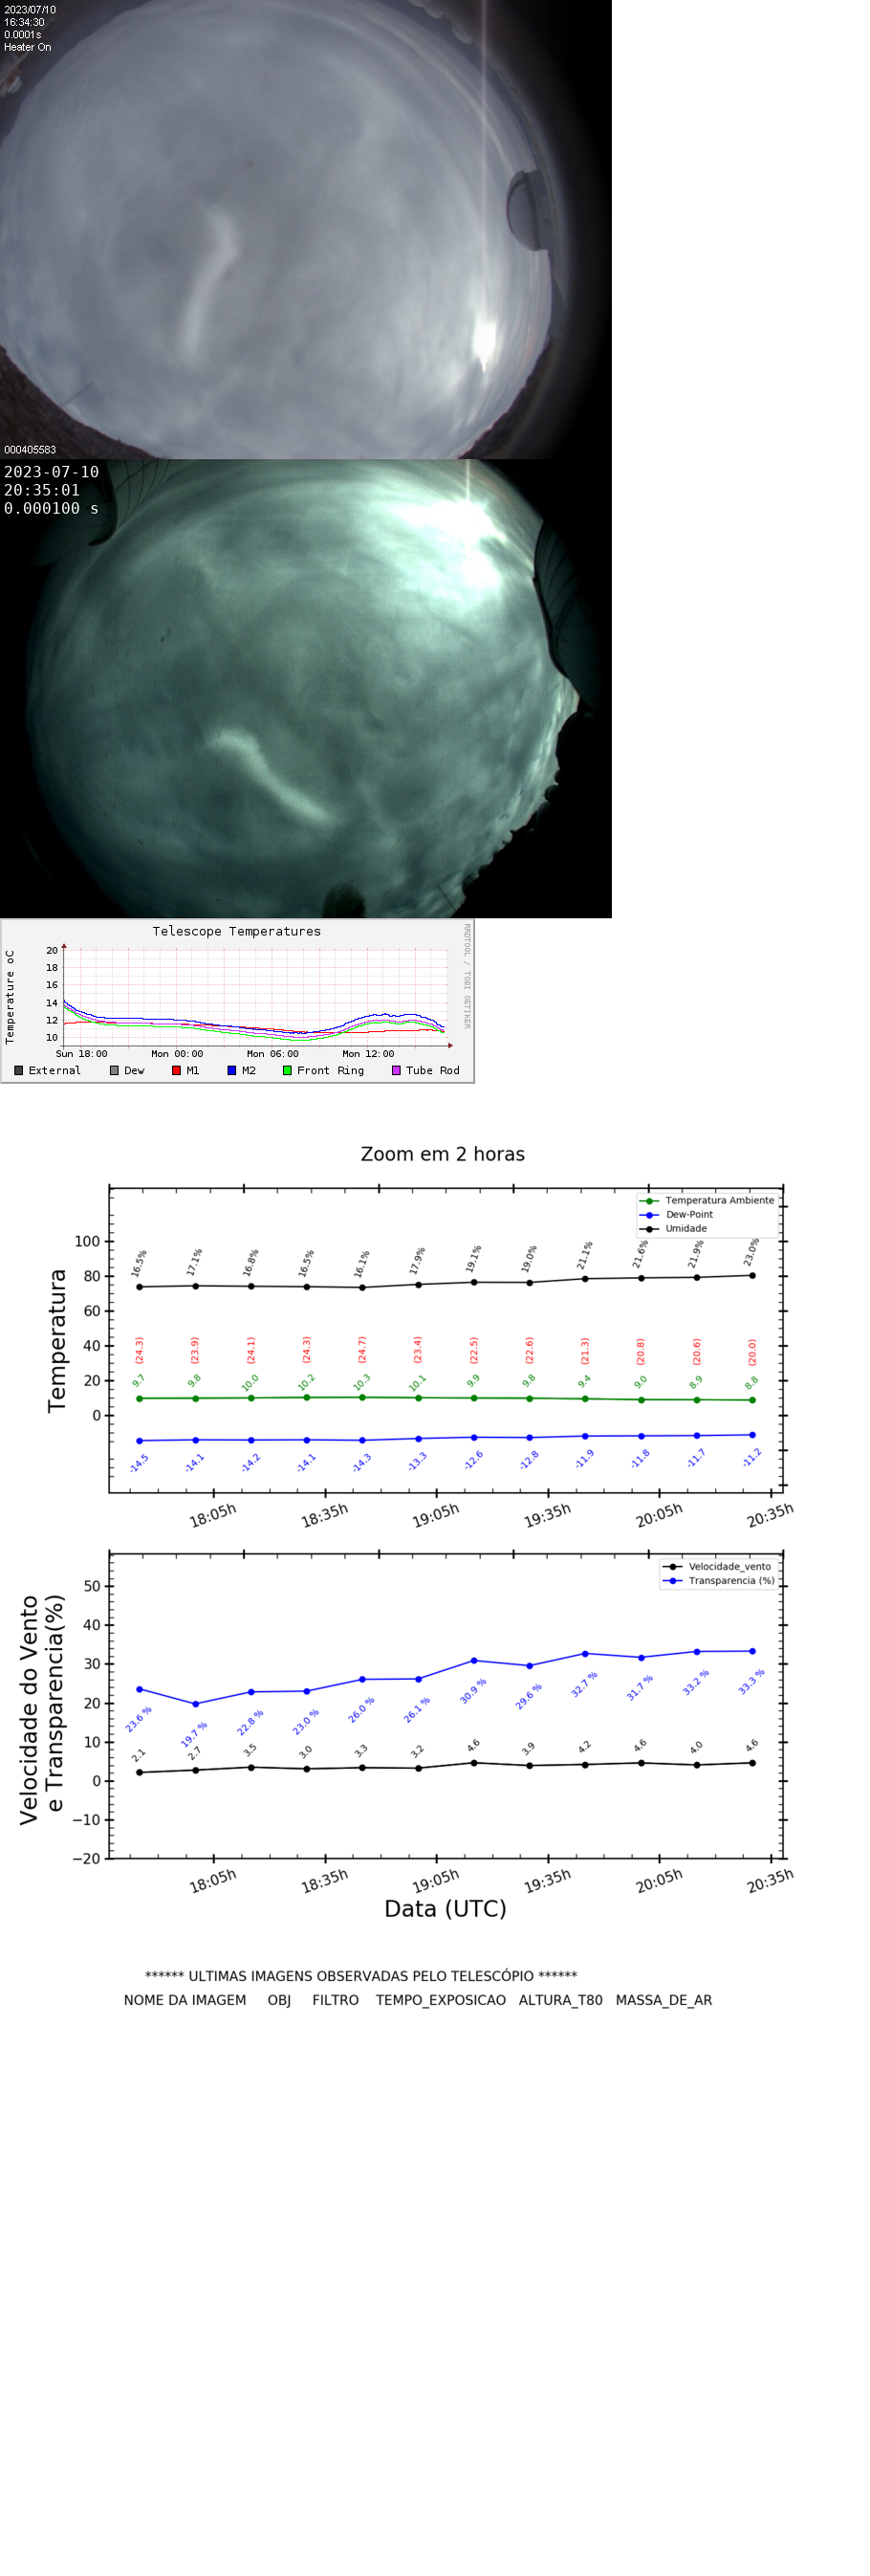 2023/07/10
16:34:30
0.0001s
Heater On
000405583
2023-07-10
20:35:01
0.000100 s
Telescope Temperatures
RRDTOOL / TOBI OETIKER
Temperature oC
20
18
16
14
12
10
Sun 18:00 Mon 00:00 Mon 06:00 Mon 12:00
External Dew M1 M2 Front Ring Tube Rod
Zoom em 2 horas
Temperatura Ambiente
Dew-Point
Umidade
Temperatura
100
80
60
40
20
0
16.5% 17.1% 16.8% 16.5% 16.1% 17.9% 19.1% 19.0% 21.1% 21.6% 21.9% 23.0%
(24.3) (23.9) (24.1) (24.3) (24.7) (23.4) (22.5) (22.6) (21.3) (20.8) (20.6) (20.0)
9.7 9.8 10.0 10.2 10.3 10.1 9.9 9.8 9.4 9.0 8.9 8.8
-14.5 -14.1 -14.2 -14.1 -14.3 -13.3 -12.6 -12.8 -11.9 -11.8 -11.7 -11.2
18:05h 18:35h 19:05h 19:35h 20:05h 20:35h
Velocidade_vento
Transparencia (%)
Velocidade do Vento
e Transparencia(%)
50
40
30
20
10
0
−10
−20
23.6 % 19.7 % 22.8 % 23.0 % 26.0 % 26.1 % 30.9 % 29.6 % 32.7 % 31.7 % 33.2 % 33.3 %
2.1 2.7 3.5 3.0 3.3 3.2 4.6 3.9 4.2 4.6 4.0 4.6
18:05h 18:35h 19:05h 19:35h 20:05h 20:35h
Data (UTC)
****** ULTIMAS IMAGENS OBSERVADAS PELO TELESCÓPIO ******
NOME DA IMAGEM OBJ FILTRO TEMPO_EXPOSICAO ALTURA_T80 MASSA_DE_AR